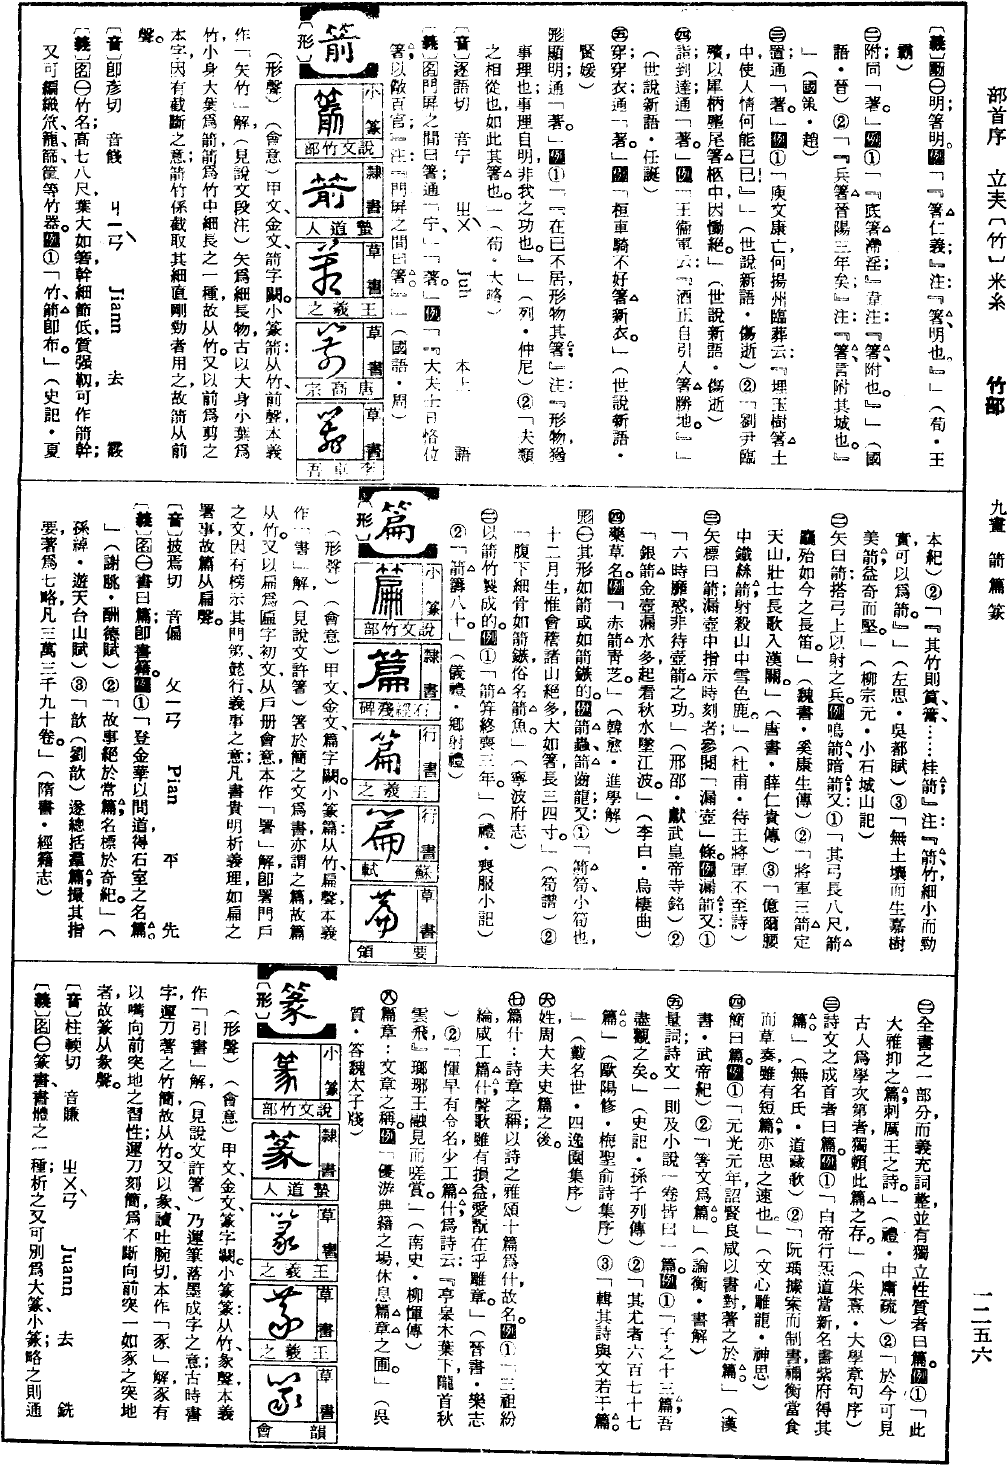 部首序 立夫〔竹〕米糸 竹部 九畫 箭篇篆 一二五六
〔義〕動㊀明;箸明。例「『箸仁義』注:『箸明也。』」(荀・王霸)
㊁附;同「著。」例①「『底箸滯淫』韋注:『箸,附也。』」(國語・晉)②「『兵箸晉陽三年矣』注:『箸,言附其城也。』」(國策・趙)
㊂置;通「著。」例①「庾文康亡,何揚州臨葬云:『埋玉樹箸土中,使人情何能已已!』」(世說新語・傷逝)②「劉尹臨殯,以犀柄麈尾箸柩中,因慟絕。」(世說新語・傷逝)
㊃詣;到達;通「著。」例「王衞軍云:『酒正自引人箸勝地。』」(世說新語・任誕)
㊄穿;穿衣;通「著。」例「桓車騎不好箸新衣。」(世說新語・賢媛)
形顯明;通「著。」例①「『在已不居,形物其箸』注:『形物猶事理也;事理自明,非我之功也。』」(列・仲尼)②「夫類之相從也,如此其箸也。」(荀・大略)
〔音〕逐語切 音宁 ㄓㄨˋ Juh 本上 語
〔義〕名門屏之間曰箸;通「宁」、「著。」例「『大夫士日恪位箸以儆百官』注:『門屏之間曰箸。』」(國語・周)
箭
〔形〕
小篆 說文竹部
隸書 蟄道人
草書 王羲之
草書 唐高宗
草書 李卓吾
(形聲)(會意)甲文、金文、箭字闕。小篆箭:从竹,前聲,本義作「矢竹」解(見說文段注),矢爲細長物,古以大身小葉爲竹,小身大葉爲箭,箭爲竹中細長之一種,故从竹。又以前爲剪之本字,因有截斷之意;箭竹係截取其細直剛勁者用之,故箭从前聲。
〔音〕卽彥切 音餞 ㄐㄧㄢˋ Jiann 去 霰
〔義〕名㊀竹名;高七八尺,葉大如箬,幹細節低,質强韌,可作箭幹;又可編織笊、籠、篩、筐等竹器。例①「竹、箭卽布。」(史記・夏本紀)②「『其竹則篔簹、……桂、箭』注:『箭竹,細小而勁實,可以爲箭。』」(左思・吳都賦)③「無土壤而生嘉樹美箭,益奇而堅。」(柳宗元・小石城山記)
㊁矢曰箭;搭弓上以射之兵。例鳴箭、暗箭;又:①「其弓長八尺,箭麤殆如今之長笛。」(魏書・奚康生傳)②「將軍三箭定天山,壯士長歌入漢關。」(唐書・薛仁貴傳)③「憶爾腰中鐵絲箭,射殺山中雪色鹿。」(杜甫・待王將軍不至詩)
㊂矢標曰箭;漏壺中指示時刻者;參閱「漏壺」條。例漏箭;又:①「六時靡惑,非待壺箭之功。」(邢邵・獻武皇帝寺銘)②「銀箭金壺漏水多,起看秋水墜江波。」(李白・烏棲曲)
㊃藥草名。例「赤箭靑芝。」(韓愈・進學解)
形㊀其形如箭或如箭鏃的。例箭蟲、箭齒龍;又:①「箭筍,小筍也,十二月生,惟會稽諸山絕多,大如箸,長三四寸。」(筍譜)②「腹下細骨如箭鏃,俗名箭魚。」(寧波府志)
㊁以箭竹製成的。例①「箭笄終喪三年。」(禮・喪服小記)②「箭籌八十。」(儀禮・鄉射禮)
篇
〔形〕
小篆 說文竹部
隸書 石經殘碑
行書 王羲之
行書 蘇軾
草書 要領
(形聲)(會意)甲文、金文、篇字闕。小篆篇:从竹,扁聲,本義作「書」解(見說文許箸),箸於簡之文爲書,亦謂之篇,故篇从竹。又以扁爲匾字初文,从戶册會意,本作「署」解,卽署門戶之文,因有榜示其門第、懿行、義事之意;凡書貴明析義理,如扁之署事,故篇从扁聲。
〔音〕披焉切 音偏 ㄆㄧㄢ Pian 平 先
〔義〕名㊀書曰篇;卽書籍。例①「登金華以問道,得石室之名篇。」(謝朓・酬德賦)②「故事絕於常篇,名標於奇紀。」(孫綽・遊天台山賦)③「歆(劉歆)遂總括羣篇,撮其指要,著爲七略,凡三萬三千九十卷。」(隋書・經籍志)
㊁全書之一部分,而義充詞整,並有獨立性質者曰篇。例①「此大雅抑之篇,刺厲王之詩。」(禮・中庸疏)②「於今可見古人爲學次第者,獨賴此篇之存。」(朱熹・大學章句序)
㊂詩文之成首者曰篇。例①「白帝行炁道當新,名書紫府得其篇。」(無名氏・道藏歌)②「阮瑀據案而制書,禰衡當食而草奏,雖有短篇,亦思之速也。」(文心雕龍・神思)
㊃簡曰篇。例①「元光元年詔賢良,咸以書對,著之於篇。」(漢書・武帝紀)②「箸文爲篇。」(論衡・書解)
㊄量詞;詩文一則及小說一卷皆曰一篇。例①「子之十三篇,吾盡觀之矣。」(史記・孫子列傳)②「其尤者六百七十七篇。」(歐陽修・梅聖俞詩集序)③「輯其詩與文若干篇。」(戴名世・四逸園集序)
㊅姓;周大夫史篇之後。
㊆篇什:詩章之稱;以詩之雅頌十篇爲什,故名。例①「三祖紛綸,咸工篇什,聲歌雖有損益,愛翫在乎雕章。」(晉書・樂志)②「惲早有令名,少工篇什,爲詩云:『亭皋木葉下,隴首秋雲飛。』瑯琊王融見而嗟賞。」(南史・柳惲傳)
㊇篇章:文章之稱。例「優游典籍之場,休息篇章之囿。」(吳質・答魏太子牋)
篆
〔形〕
小篆 說文竹部
隸書 蟄道人
草書 王羲之
草書 王羲之
草書 韻會
(形聲)(會意)甲文、金文、篆字闕。小篆篆:从竹,彖聲,本義作「引書」解(見說文許箸),乃運筆落墨成字之意;古時書字,運刀著之竹簡,故从竹。又以彖讀吐腕切,本作「豕」解,豕有以嘴向前突地之習性;運刀刻簡,爲不斷向前突,一如豕之突地者,故篆从彖聲。
〔音〕柱輭切 音賺 ㄓㄨㄢˋ Juann 去 銑
〔義〕名㊀篆書;書體之一種;析之又可別爲大篆、小篆,略之則通